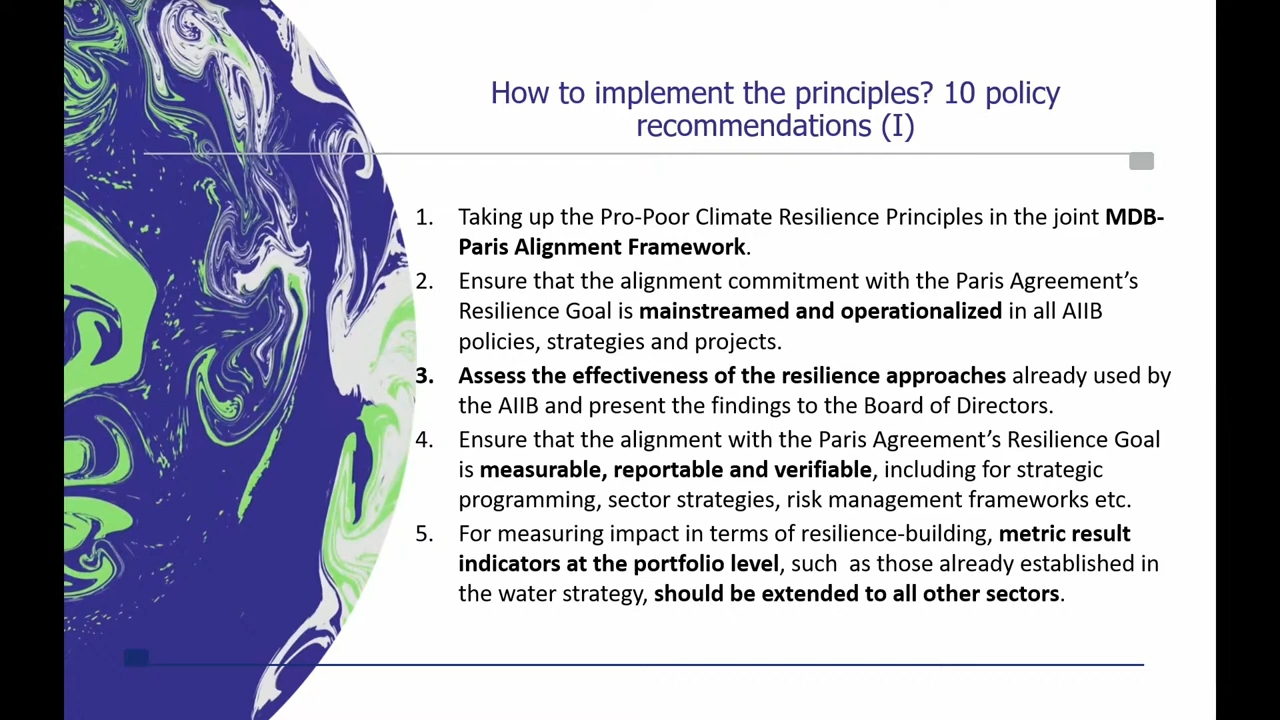 How to implement the principles? 10 policy
recommendations (I)
1. Taking up the Pro-Poor Climate Resilience Principles in the joint MDB-
Paris Alignment Framework.
2. Ensure that the alignment commitment with the Paris Agreement’s
Resilience Goal is mainstreamed and operationalized in all AIIB
policies, strategies and projects.
3. Assess the effectiveness of the resilience approaches already used by
the AIIB and present the findings to the Board of Directors.
4. Ensure that the alignment with the Paris Agreement’s Resilience Goal
is measurable, reportable and verifiable, including for strategic
programming, sector strategies, risk management frameworks etc.
5. For measuring impact in terms of resilience-building, metric result
indicators at the portfolio level, such  as those already established in
the water strategy, should be extended to all other sectors.